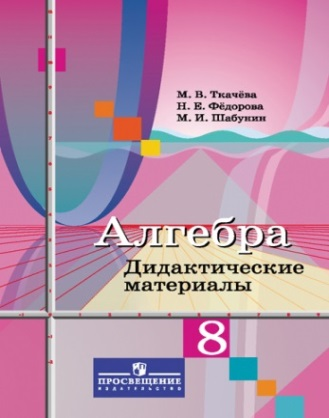 М. В. Ткачёва
Н. Е. Фёдорова
М. И. Шабунин
Алгебра
Дидактические
материалы
8
ПРОСВЕЩЕНИЕ
ИЗДАТЕЛЬСТВО